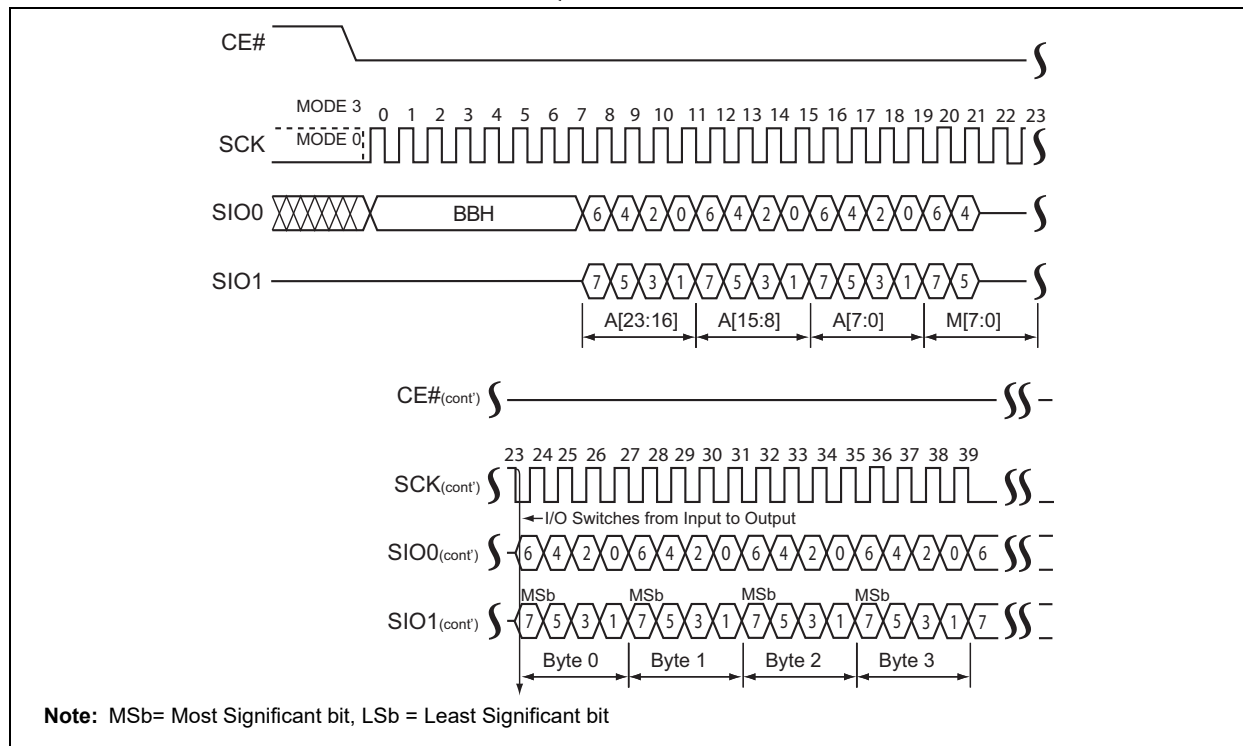 CE#
MODE 3
0 1 2 3 4 5 6 7 8 9 10 11 12 13 14 15 16 17 18 19 20 21 22 23
SCK
MODE 0
SIO0 BBH 6 4 2 0 6 4 2 0 6 4 2 0 6 4
SIO1 7 5 3 1 7 5 3 1 7 5 3 1 7 5
A[23:16] A[15:8] A[7:0] M[7:0]
CE#(cont')
23 24 25 26 27 28 29 30 31 32 33 34 35 36 37 38 39
SCK(cont')
I/O Switches from Input to Output
SIO0(cont') 6 4 2 0 6 4 2 0 6 4 2 0 6 4 2 0 6
MSb MSb MSb MSb
SIO1(cont') 7 5 3 1 7 5 3 1 7 5 3 1 7 5 3 1 7
Byte 0 Byte 1 Byte 2 Byte 3
Note: MSb= Most Significant bit, LSb = Least Significant bit